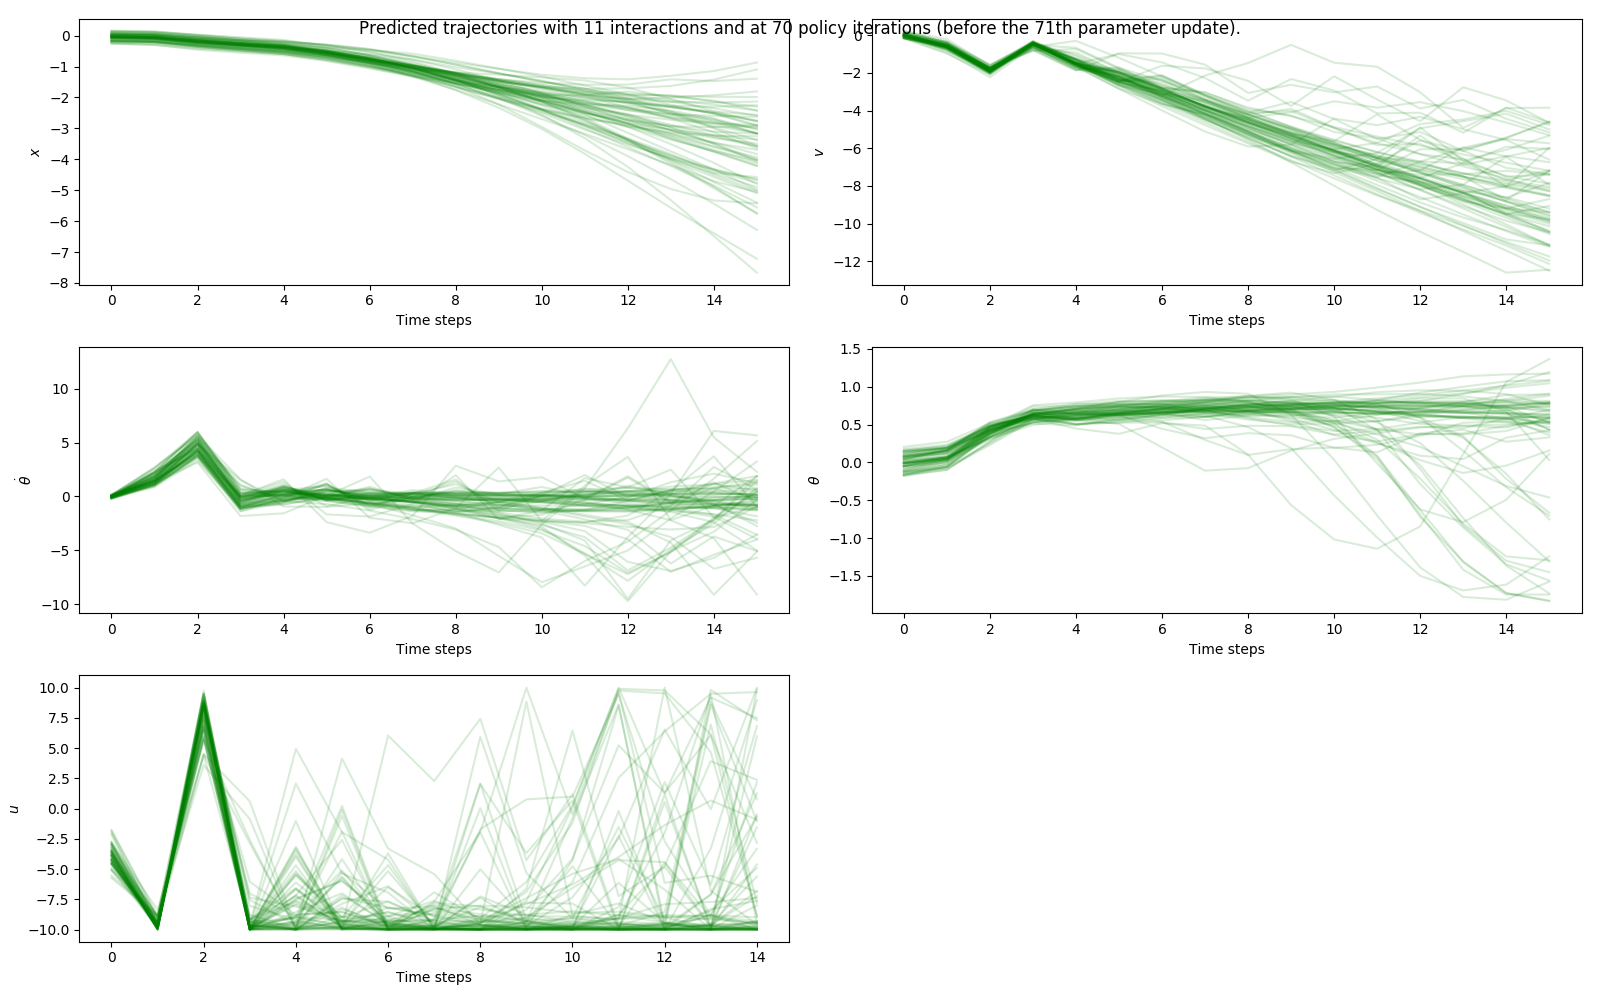 Predicted trajectories with 11 interactions and at 70 policy iterations (before the 71th parameter update).
0
−1
−2
−3
−4
−5
−6
−7
−8
x
0 2 4 6 8 10 12 14
Time steps
0
−2
−4
−6
−8
−10
−12
v
0 2 4 6 8 10 12 14
Time steps
10
5
0
−5
−10
θ̇
0 2 4 6 8 10 12 14
Time steps
1.5
1.0
0.5
0.0
−0.5
−1.0
−1.5
θ
0 2 4 6 8 10 12 14
Time steps
10.0
7.5
5.0
2.5
0.0
−2.5
−5.0
−7.5
−10.0
u
0 2 4 6 8 10 12 14
Time steps